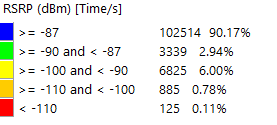 RSRP (dBm) [Time/s]
>= -87 102514 90.17%
>= -90 and < -87 3339 2.94%
>= -100 and < -90 6825 6.00%
>= -110 and < -100 885 0.78%
< -110 125 0.11%